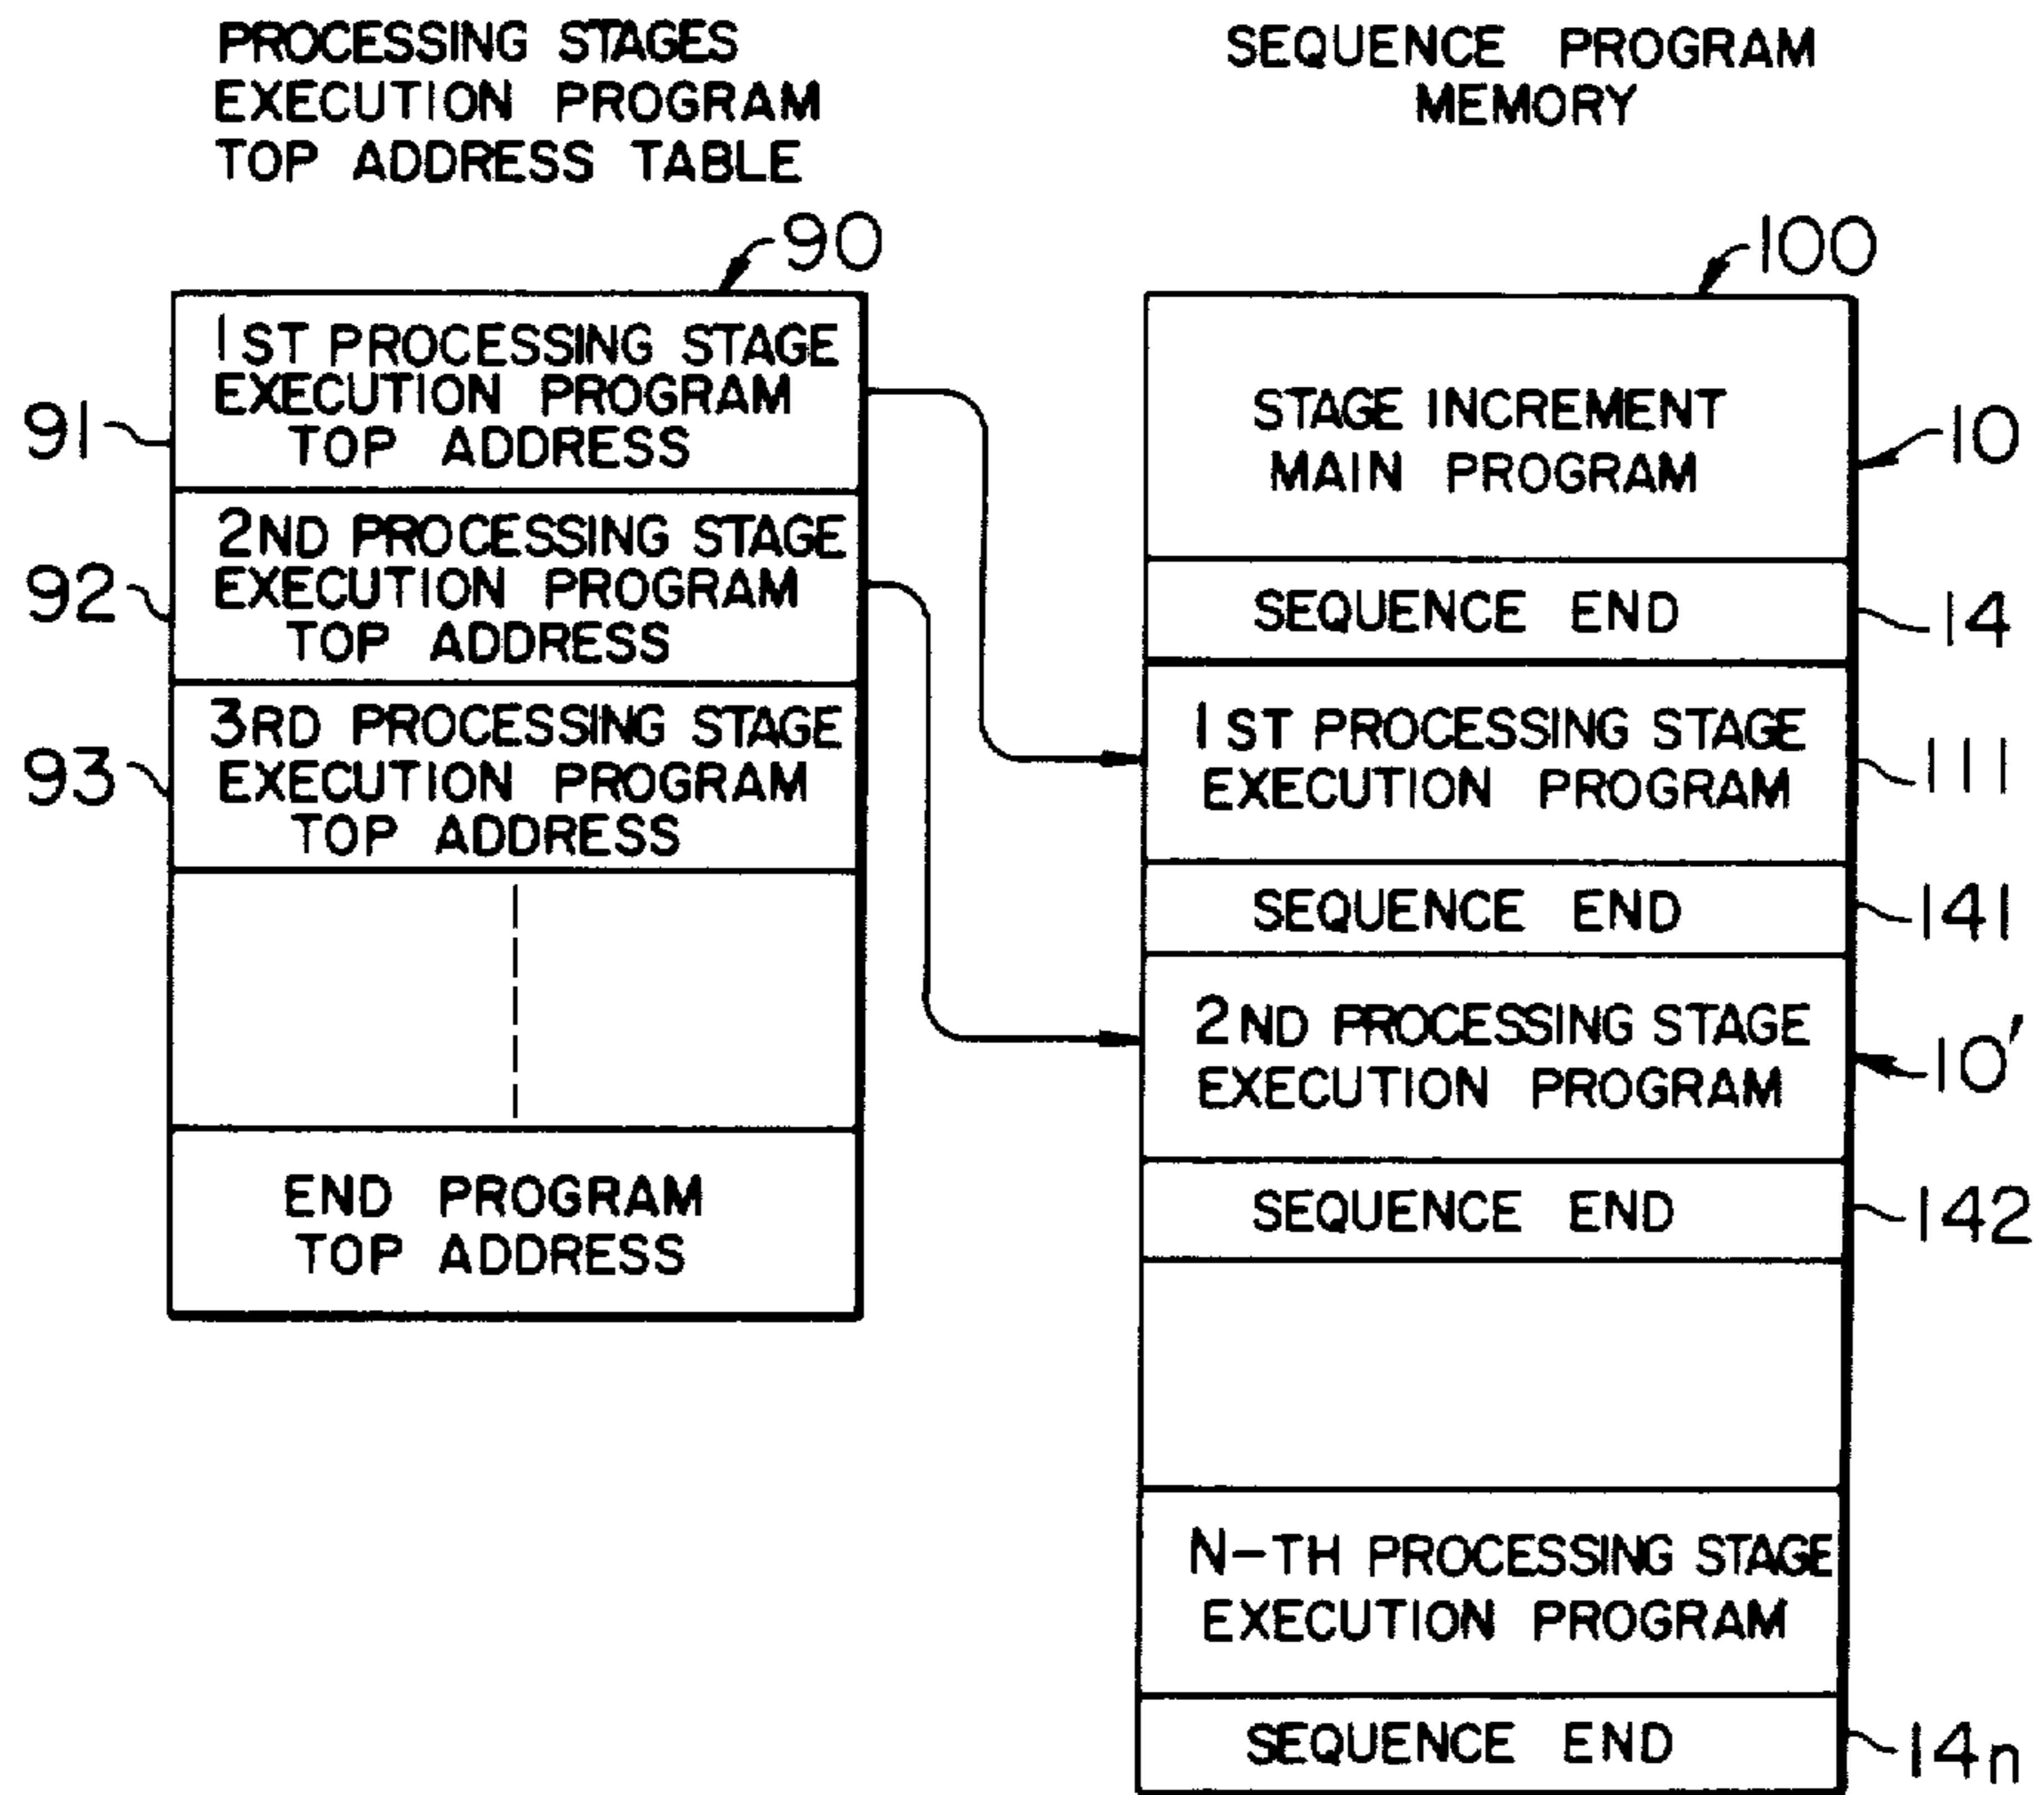 PROCESSING STAGES
EXECUTION PROGRAM
TOP ADDRESS TABLE
90
91
1ST PROCESSING STAGE
EXECUTION PROGRAM
TOP ADDRESS
92
2ND PROCESSING STAGE
EXECUTION PROGRAM
TOP ADDRESS
93
3RD PROCESSING STAGE
EXECUTION PROGRAM
TOP ADDRESS
END PROGRAM
TOP ADDRESS
SEQUENCE PROGRAM
MEMORY
100
STAGE INCREMENT
MAIN PROGRAM
10
SEQUENCE END
14
1ST PROCESSING STAGE
EXECUTION PROGRAM
111
SEQUENCE END
141
2ND PROCESSING STAGE
EXECUTION PROGRAM
10'
SEQUENCE END
142
N-TH PROCESSING STAGE
EXECUTION PROGRAM
SEQUENCE END
14n